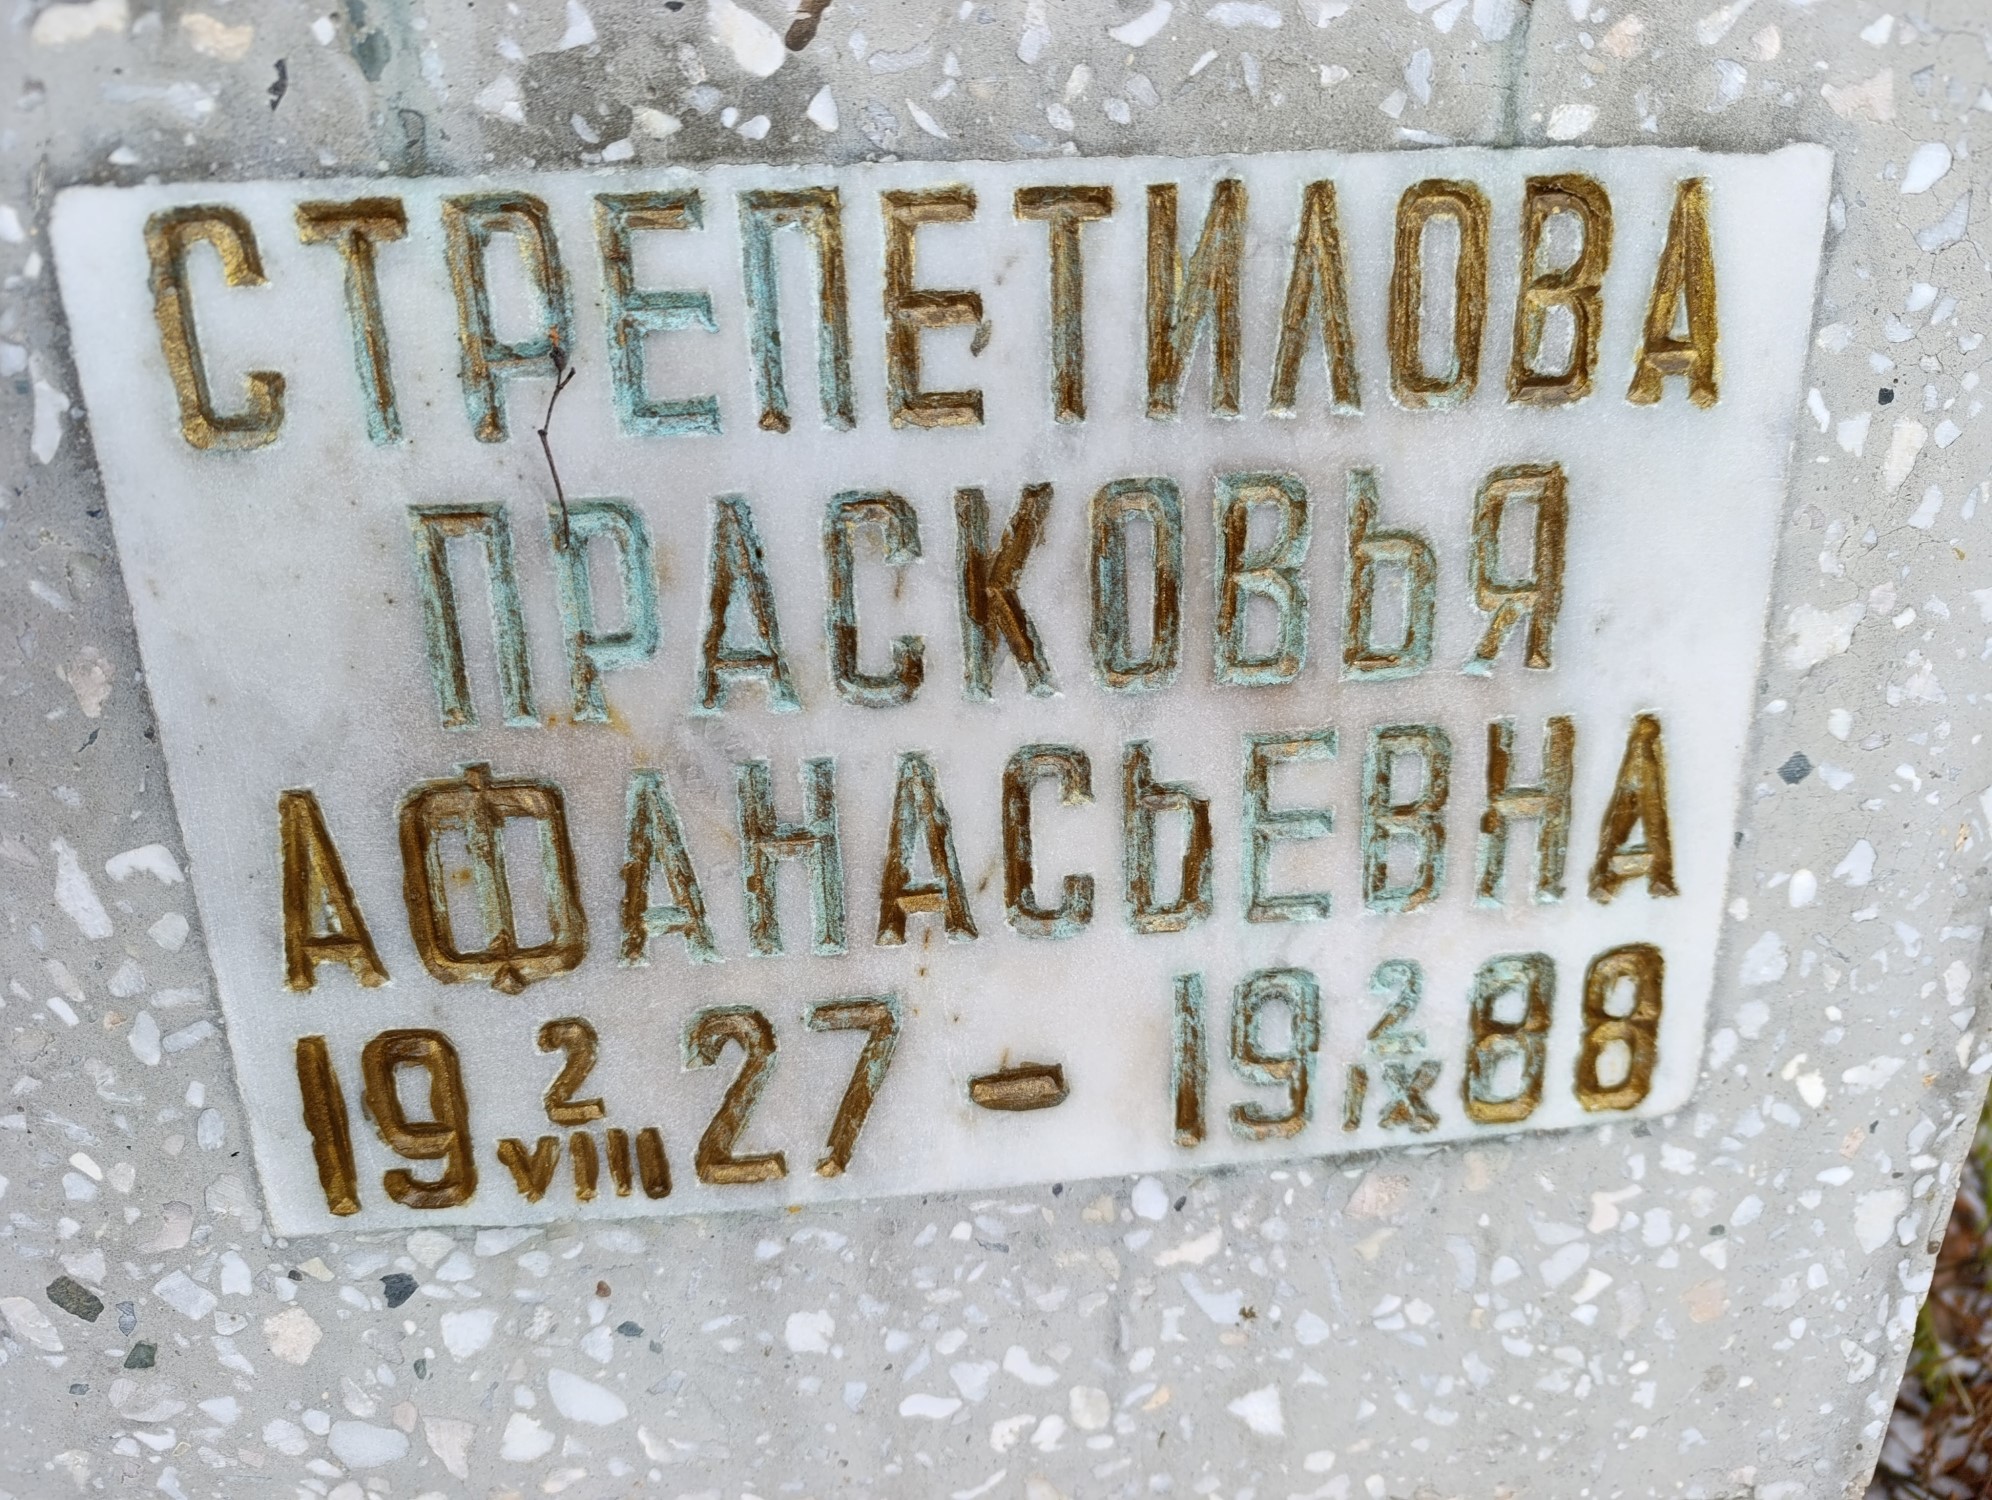 СТРЕПЕТИЛОВА
ПРАСКОВЬЯ
АФАНАСЬЕВНА
19 2/VIII 27 - 19 2/IX 88